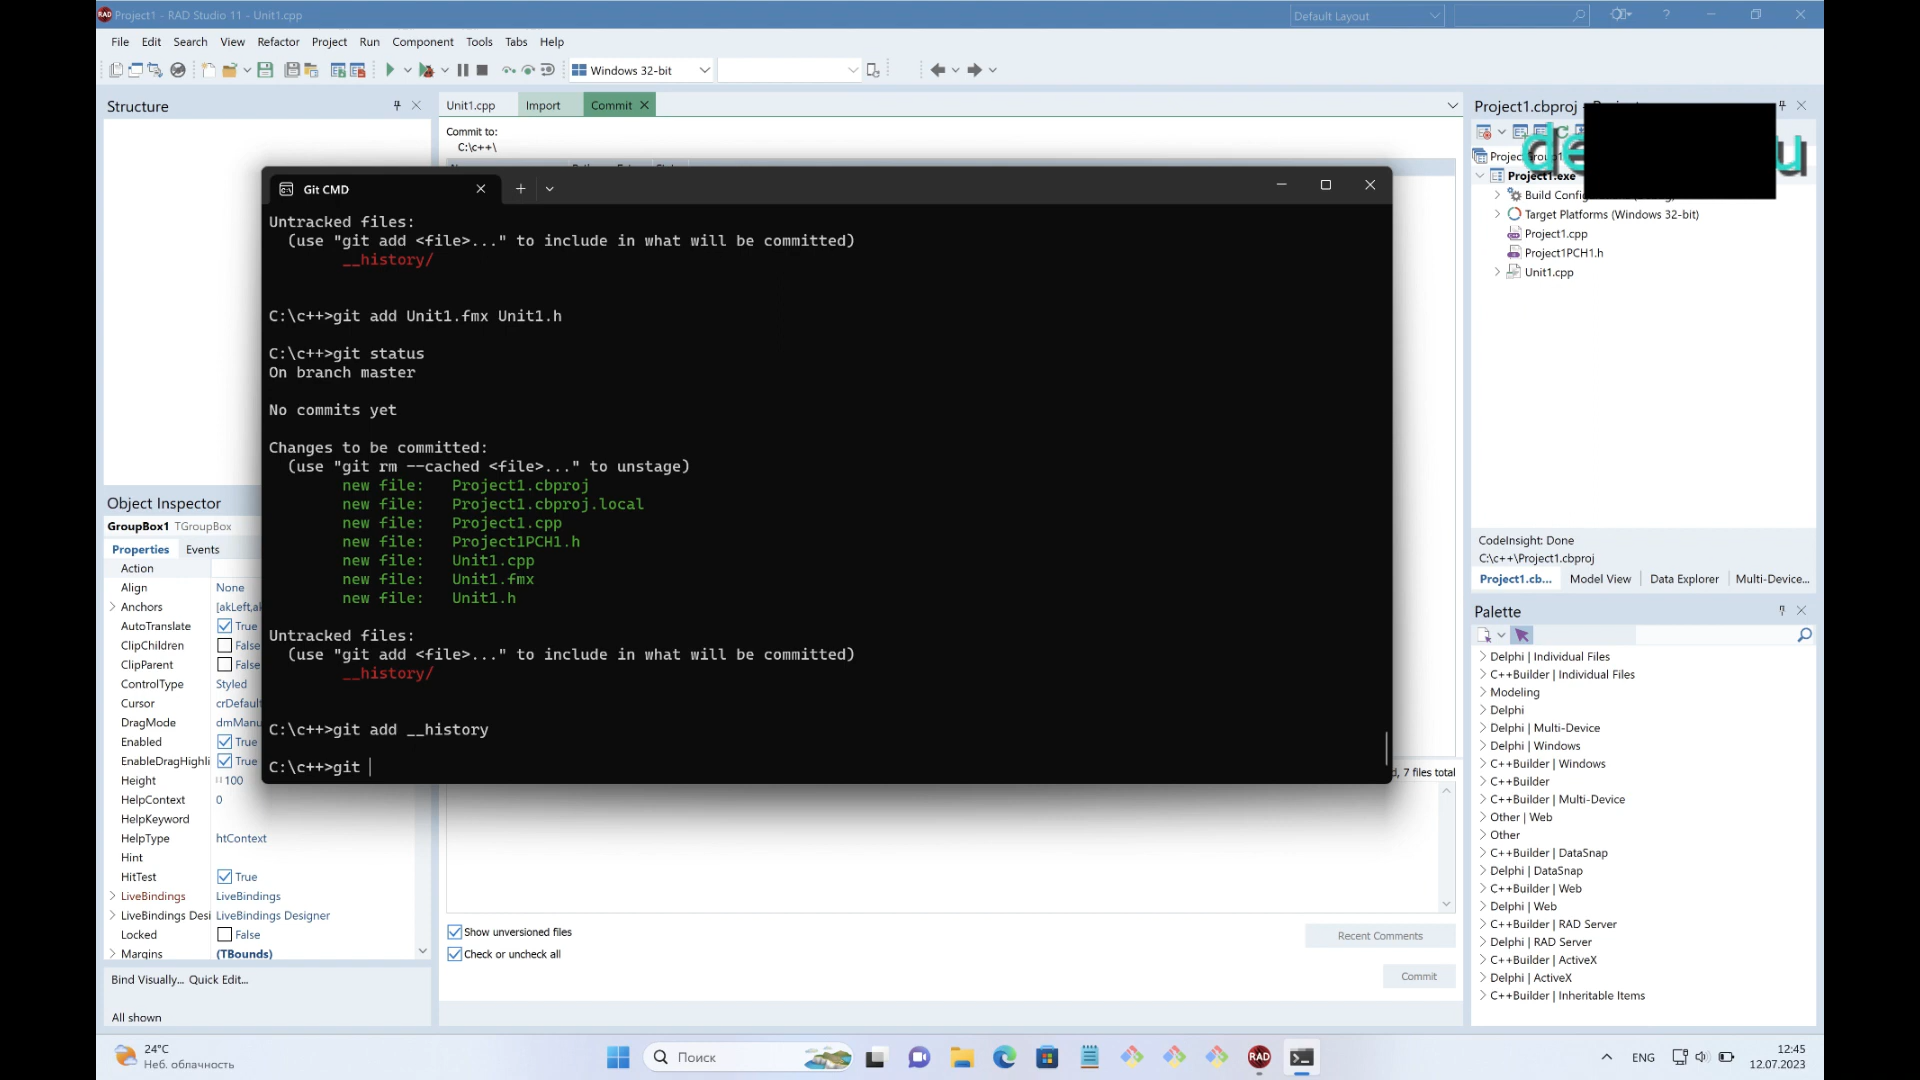 Project1 - RAD Studio 11 - Unit1.cpp
Default Layout
File Edit Search View Refactor Project Run Component Tools Tabs Help
Windows 32-bit
Structure
Unit1.cpp Import Commit
Commit to:
C:\c++\
Git CMD
Untracked files:
(use "git add <file>..." to include in what will be committed)
__history/
C:\c++>git add Unit1.fmx Unit1.h
C:\c++>git status
On branch master
No commits yet
Changes to be committed:
(use "git rm --cached <file>..." to unstage)
new file: Project1.cbproj
new file: Project1.cbproj.local
new file: Project1.cpp
new file: Project1PCH1.h
new file: Unit1.cpp
new file: Unit1.fmx
new file: Unit1.h
Untracked files:
(use "git add <file>..." to include in what will be committed)
__history/
C:\c++>git add __history
C:\c++>git
7 files total
Show unversioned files
Check or uncheck all
Recent Comments
Commit
Object Inspector
GroupBox1 TGroupBox
Properties Events
Action
Align None
Anchors [akLeft,ak
AutoTranslate True
ClipChildren False
ClipParent False
ControlType Styled
Cursor crDefaul
DragMode dmManu
Enabled True
EnableDragHighli True
Height 100
HelpContext 0
HelpKeyword
HelpType htContext
Hint
HitTest True
LiveBindings LiveBindings
LiveBindings Desi LiveBindings Designer
Locked False
Margins (TBounds)
Bind Visually... Quick Edit...
All shown
Project1.cbproj -
Project1.exe
Target Platforms (Windows 32-bit)
Project1.cpp
Project1PCH1.h
Unit1.cpp
CodeInsight: Done
C:\c++\Project1.cbproj
Project1.cb... Model View Data Explorer Multi-Device...
Palette
Delphi | Individual Files
C++Builder | Individual Files
Modeling
Delphi
Delphi | Multi-Device
Delphi | Windows
C++Builder | Windows
C++Builder
C++Builder | Multi-Device
Other | Web
Other
C++Builder | DataSnap
Delphi | DataSnap
C++Builder | Web
Delphi | Web
C++Builder | RAD Server
Delphi | RAD Server
C++Builder | ActiveX
Delphi | ActiveX
C++Builder | Inheritable Items
24°C
Неб. облачность
Поиск
RAD
ENG
12:45
12.07.2023